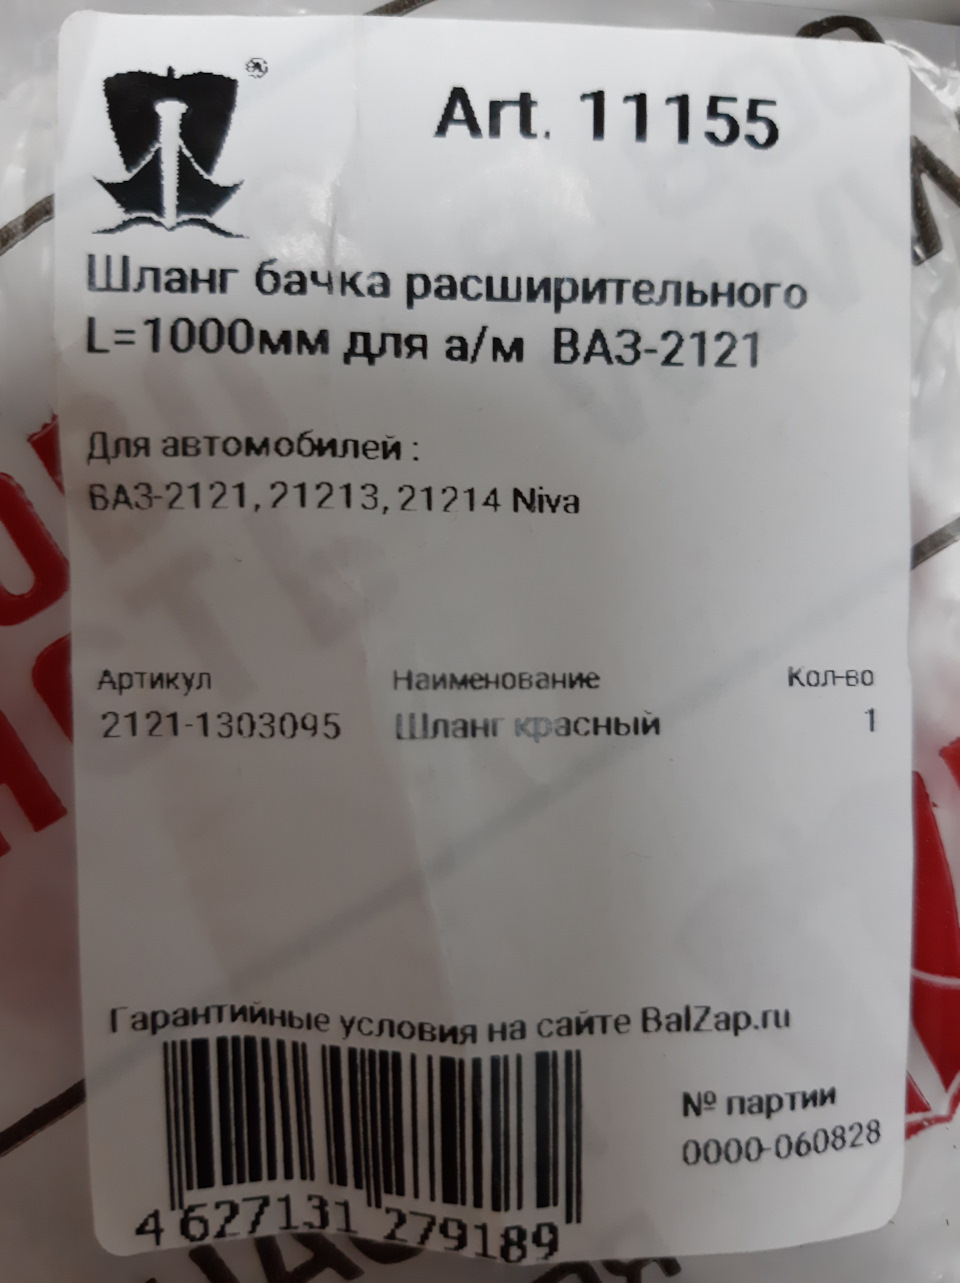 Art. 11155
Шланг бачка расширительного
L=1000мм для а/м ВАЗ-2121
Для автомобилей :
ВАЗ-2121, 21213, 21214 Niva
Артикул Наименование Кол-во
2121-1303095 Шланг красный 1
Гарантийные условия на сайте BalZap.ru
№ партии
0000-060828
4 627131 279189